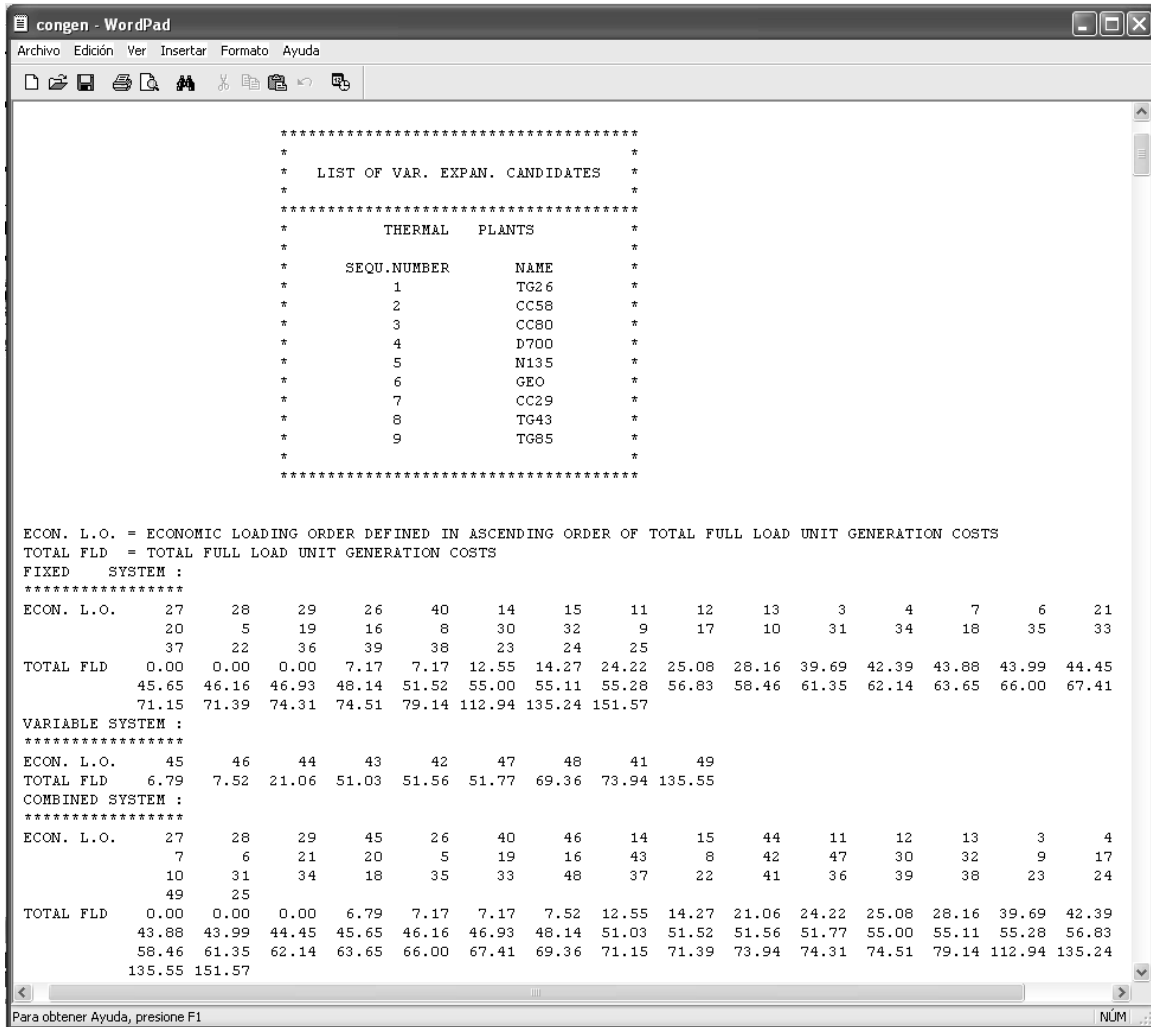 congen - WordPad
Archivo Edición Ver Insertar Formato Ayuda
**************************************
* *
* LIST OF VAR. EXPAN. CANDIDATES *
* *
**************************************
* THERMAL PLANTS *
* *
* SEQU.NUMBER NAME *
* 1 TG26 *
* 2 CC58 *
* 3 CC80 *
* 4 D700 *
* 5 N135 *
* 6 GEO *
* 7 CC29 *
* 8 TG43 *
* 9 TG85 *
* *
**************************************
ECON. L.O. = ECONOMIC LOADING ORDER DEFINED IN ASCENDING ORDER OF TOTAL FULL LOAD UNIT GENERATION COSTS
TOTAL FLD = TOTAL FULL LOAD UNIT GENERATION COSTS
FIXED SYSTEM :
*****************
ECON. L.O. 27 28 29 26 40 14 15 11 12 13 3 4 7 6 21
20 5 19 16 8 30 32 9 17 10 31 34 18 35 33
37 22 36 39 38 23 24 25
TOTAL FLD 0.00 0.00 0.00 7.17 7.17 12.55 14.27 24.22 25.08 28.16 39.69 42.39 43.88 43.99 44.45
45.65 46.16 46.93 48.14 51.52 55.00 55.11 55.28 56.83 58.46 61.35 62.14 63.65 66.00 67.41
71.15 71.39 74.31 74.51 79.14 112.94 135.24 151.57
VARIABLE SYSTEM :
*****************
ECON. L.O. 45 46 44 43 42 47 48 41 49
TOTAL FLD 6.79 7.52 21.06 51.03 51.56 51.77 69.36 73.94 135.55
COMBINED SYSTEM :
*****************
ECON. L.O. 27 28 29 45 26 40 46 14 15 44 11 12 13 3 4
7 6 21 20 5 19 16 43 8 42 47 30 32 9 17
10 31 34 18 35 33 48 37 22 41 36 39 38 23 24
49 25
TOTAL FLD 0.00 0.00 0.00 6.79 7.17 7.17 7.52 12.55 14.27 21.06 24.22 25.08 28.16 39.69 42.39
43.88 43.99 44.45 45.65 46.16 46.93 48.14 51.03 51.52 51.56 51.77 55.00 55.11 55.28 56.83
58.46 61.35 62.14 63.65 66.00 67.41 69.36 71.15 71.39 73.94 74.31 74.51 79.14 112.94 135.24
135.55 151.57
Para obtener Ayuda, presione F1 NÚM